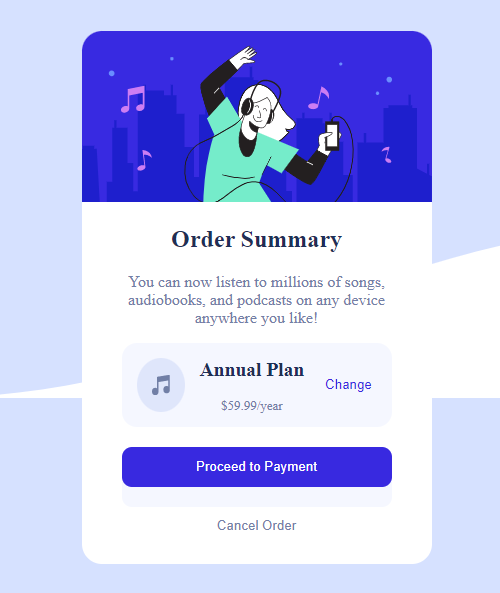 Order Summary
You can now listen to millions of songs,
audiobooks, and podcasts on any device
anywhere you like!
Annual Plan
$59.99/year
Change
Proceed to Payment
Cancel Order